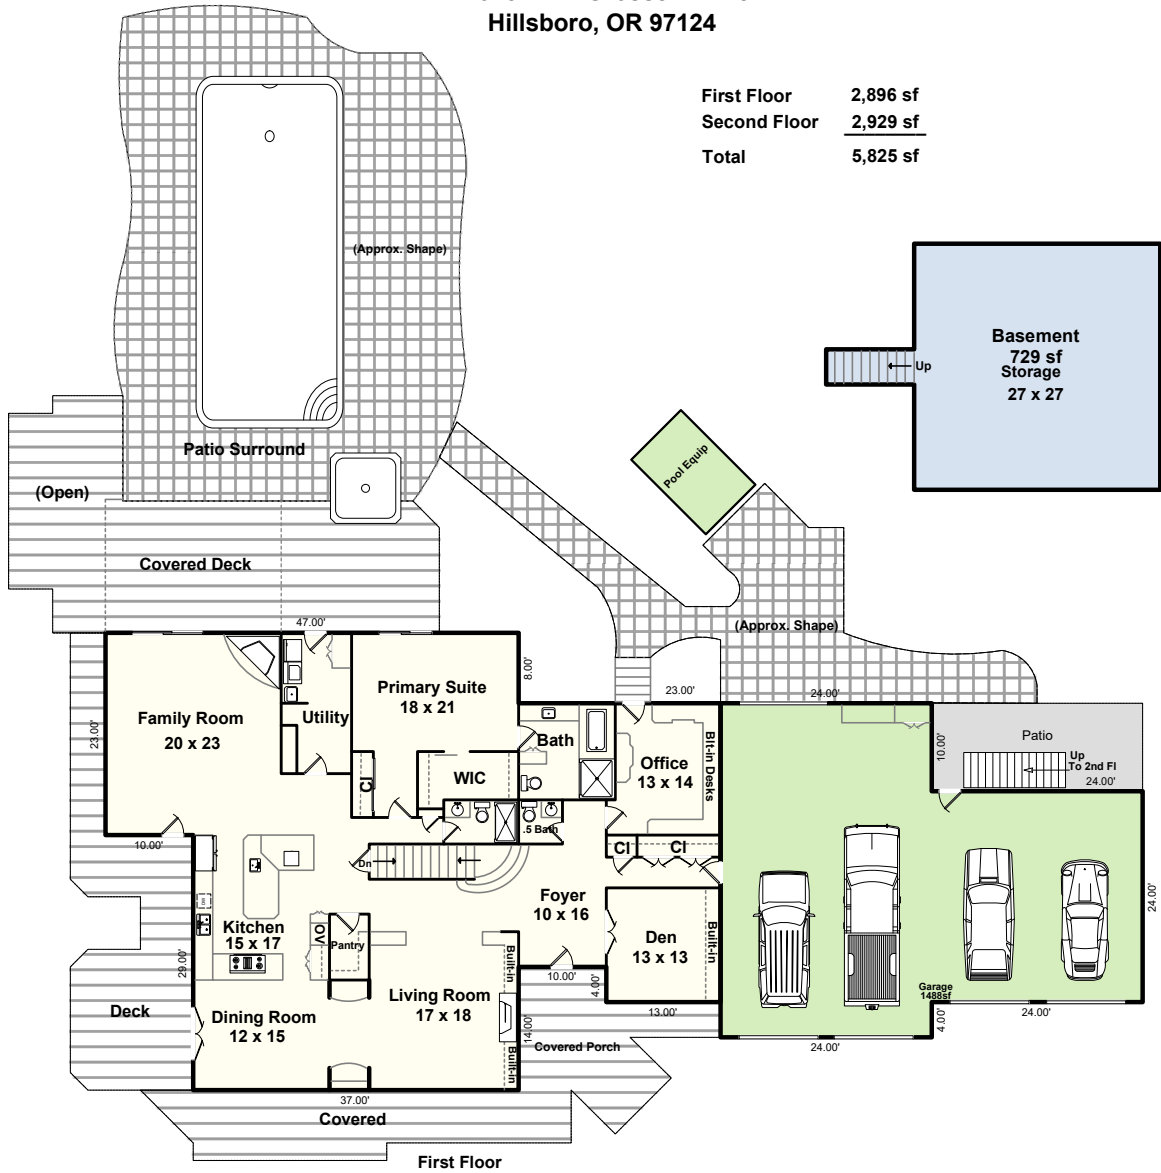 Hillsboro, OR 97124
First Floor 2,896 sf
Second Floor 2,929 sf
Total 5,825 sf
(Approx. Shape)
Basement
729 sf
Storage
27 x 27
Up
Patio Surround
Pool Equip
(Open)
Covered Deck
(Approx. Shape)
47.00'
8.00'
23.00'
24.00'
23.00'
Primary Suite
18 x 21
Family Room
20 x 23
Utility
Bath
Office
13 x 14
Blt-in Desks
10.00'
Patio
Up
To 2nd Fl
24.00'
Cl
WIC
.5 Bath
10.00'
Dn
Cl
Cl
Foyer
10 x 16
Kitchen
15 x 17
OV
Pantry
DW
29.00'
Den
13 x 13
Built-in
24.00'
Built-in
10.00'
4.00'
Garage
1488sf
Living Room
17 x 18
Deck
Dining Room
12 x 15
14.00'
13.00'
4.00'
24.00'
Covered Porch
24.00'
Built-in
37.00'
Covered
First Floor